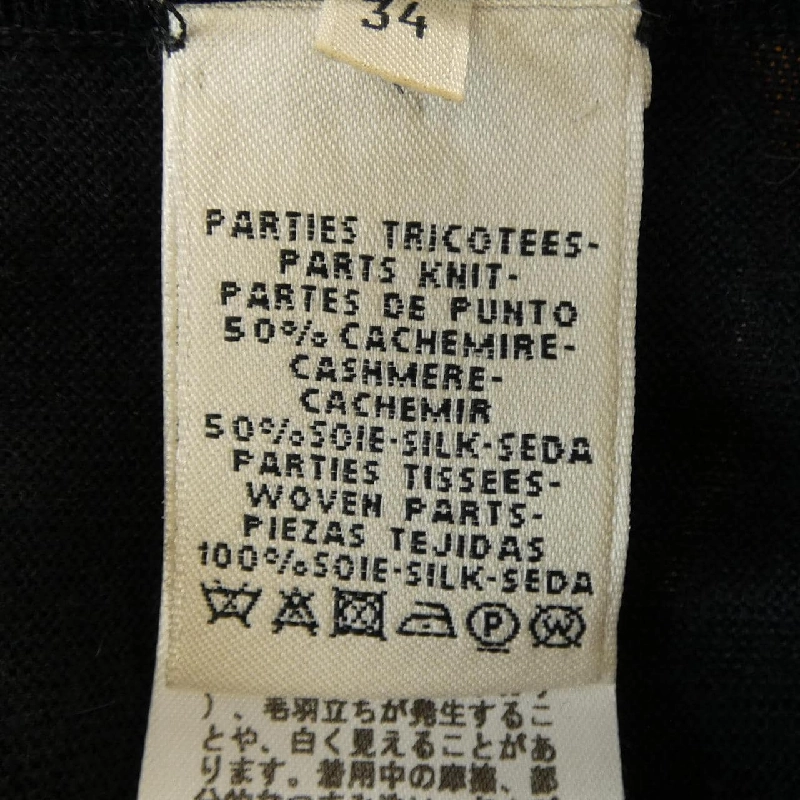 34
PARTIES TRICOTEES-
PARTS KNIT-
PARTES DE PUNTO
50% CACHEMIRE-
CASHMERE-
CACHEMIR
50%SOIE-SILK-SEDA
PARTIES TISSEES-
WOVEN PARTS-
PIEZAS TEJIDAS
100%SOIE-SILK-SEDA
P W
)、毛羽立ちが発生するこ
とや、白く見えることがあ
ります。着用中の摩擦、部